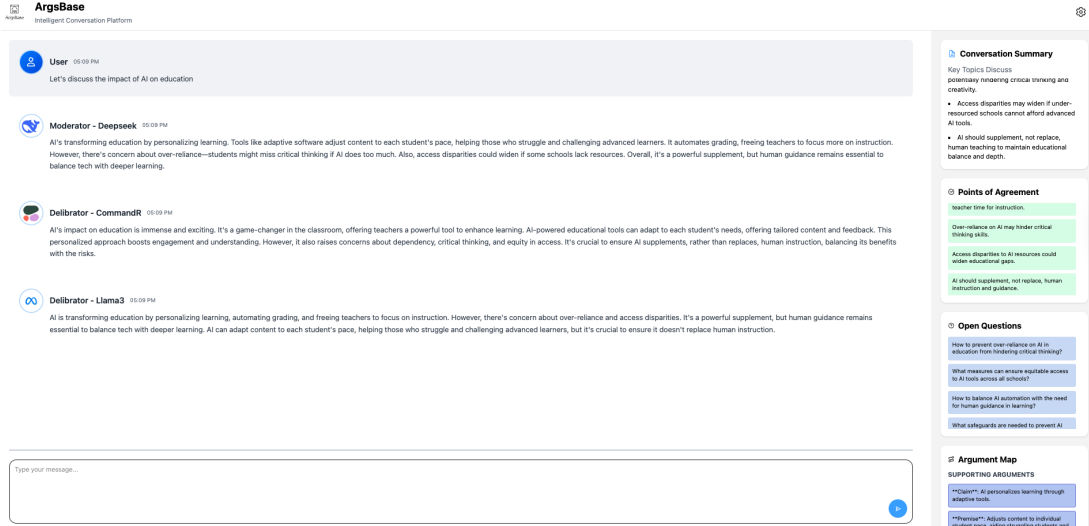 ArgsBase
ArgsBase
Intelligent Conversation Platform
User 05:09 PM
Let's discuss the impact of AI on education
Moderator - Deepseek 05:09 PM
AI's transforming education by personalizing learning. Tools like adaptive software adjust content to each student's pace, helping those who struggle and challenging advanced learners. It automates grading, freeing teachers to focus more on instruction.
However, there's concern about over-reliance—students might miss critical thinking if AI does too much. Also, access disparities could widen if some schools lack resources. Overall, it's a powerful supplement, but human guidance remains essential to
balance tech with deeper learning.
Delibrator - CommandR 05:09 PM
AI's impact on education is immense and exciting. It's a game-changer in the classroom, offering teachers a powerful tool to enhance learning. AI-powered educational tools can adapt to each student's needs, offering tailored content and feedback. This
personalized approach boosts engagement and understanding. However, it also raises concerns about dependency, critical thinking, and equity in access. It's crucial to ensure AI supplements, rather than replaces, human instruction, balancing its benefits
with the risks.
Delibrator - Llama3 05:09 PM
AI is transforming education by personalizing learning, automating grading, and freeing teachers to focus on instruction. However, there's concern about over-reliance and access disparities. It's a powerful supplement, but human guidance remains
essential to balance tech with deeper learning. AI can adapt content to each student's pace, helping those who struggle and challenging advanced learners, but it's crucial to ensure it doesn't replace human instruction.
Type your message...
Conversation Summary
Key Topics Discuss
potentially hindering critical thinking and
creativity.
• Access disparities may widen if under-
resourced schools cannot afford advanced
AI tools.
• AI should supplement, not replace,
human teaching to maintain educational
balance and depth.
Points of Agreement
teacher time for instruction.
Over-reliance on AI may hinder critical
thinking skills.
Access disparities to AI resources could
widen educational gaps.
AI should supplement, not replace, human
instruction and guidance.
Open Questions
How to prevent over-reliance on AI in
education from hindering critical thinking?
What measures can ensure equitable access
to AI tools across all schools?
How to balance AI automation with the need
for human guidance in learning?
What safeguards are needed to prevent AI
Argument Map
SUPPORTING ARGUMENTS
**Claim**: AI personalizes learning through
adaptive tools.
**Premise**: Adjusts content to individual
student pace, aiding struggling students and